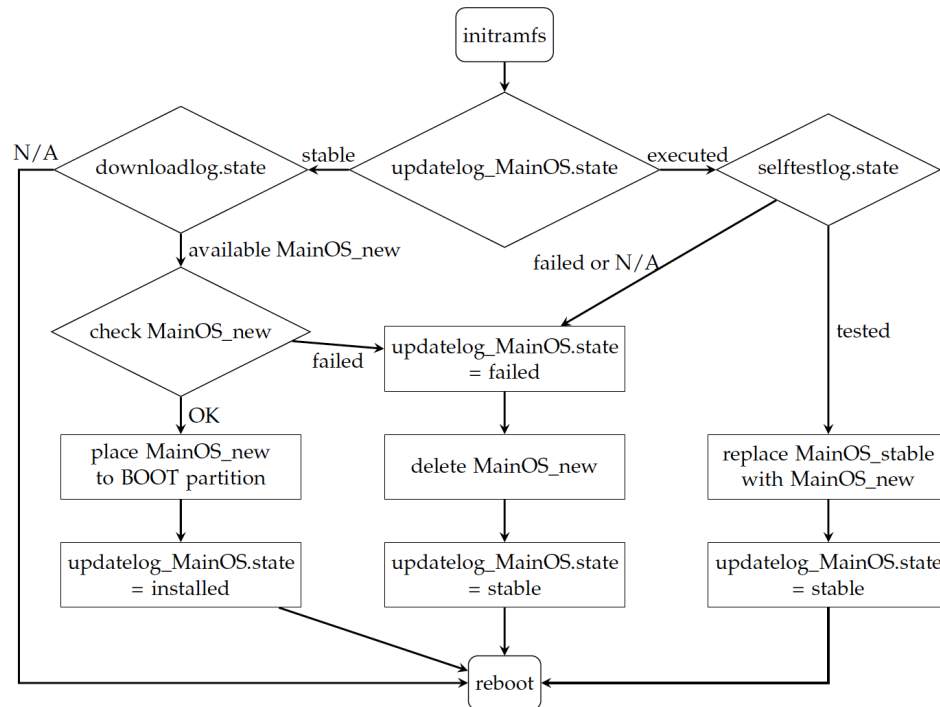 initramfs
N/A
downloadlog.state
stable
updatelog_MainOS.state
executed
selftestlog.state
available MainOS_new
failed or N/A
check MainOS_new
failed
updatelog_MainOS.state
= failed
tested
OK
place MainOS_new
to BOOT partition
delete MainOS_new
replace MainOS_stable
with MainOS_new
updatelog_MainOS.state
= installed
updatelog_MainOS.state
= stable
updatelog_MainOS.state
= stable
reboot